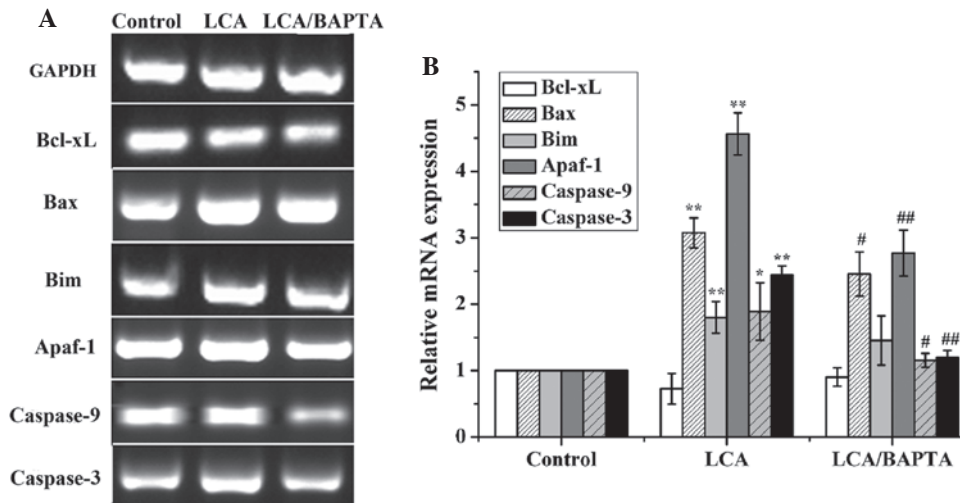 A
Control LCA LCA/BAPTA
GAPDH
Bcl-xL
Bax
Bim
Apaf-1
Caspase-9
Caspase-3
B
Relative mRNA expression
5
4
3
2
1
0
Bcl-xL
Bax
Bim
Apaf-1
Caspase-9
Caspase-3
** ** ** * **
# ## # ##
Control LCA LCA/BAPTA